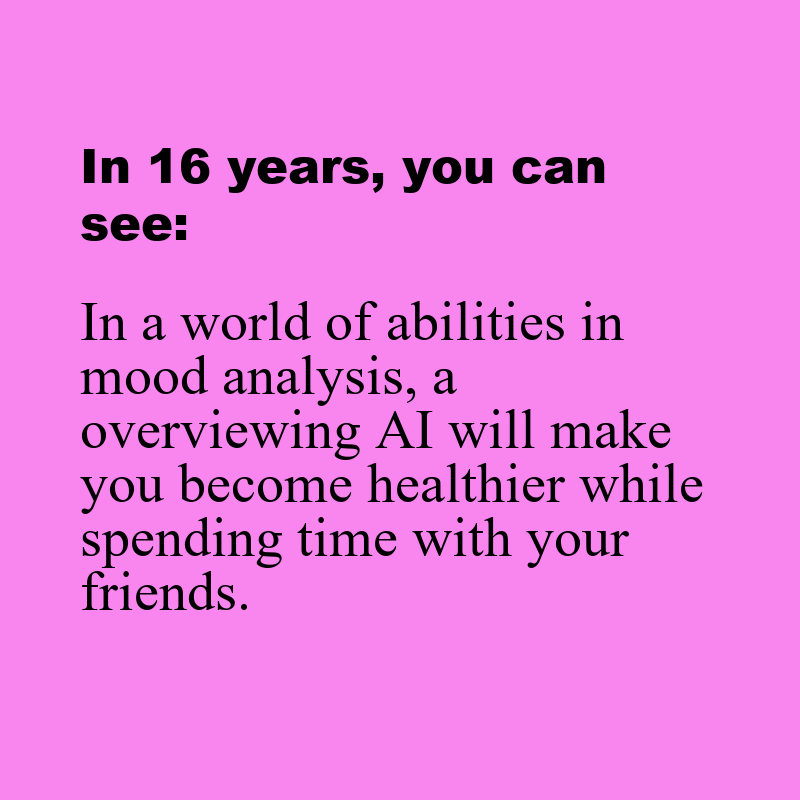 In 16 years, you can
see:
In a world of abilities in
mood analysis, a
overviewing AI will make
you become healthier while
spending time with your
friends.